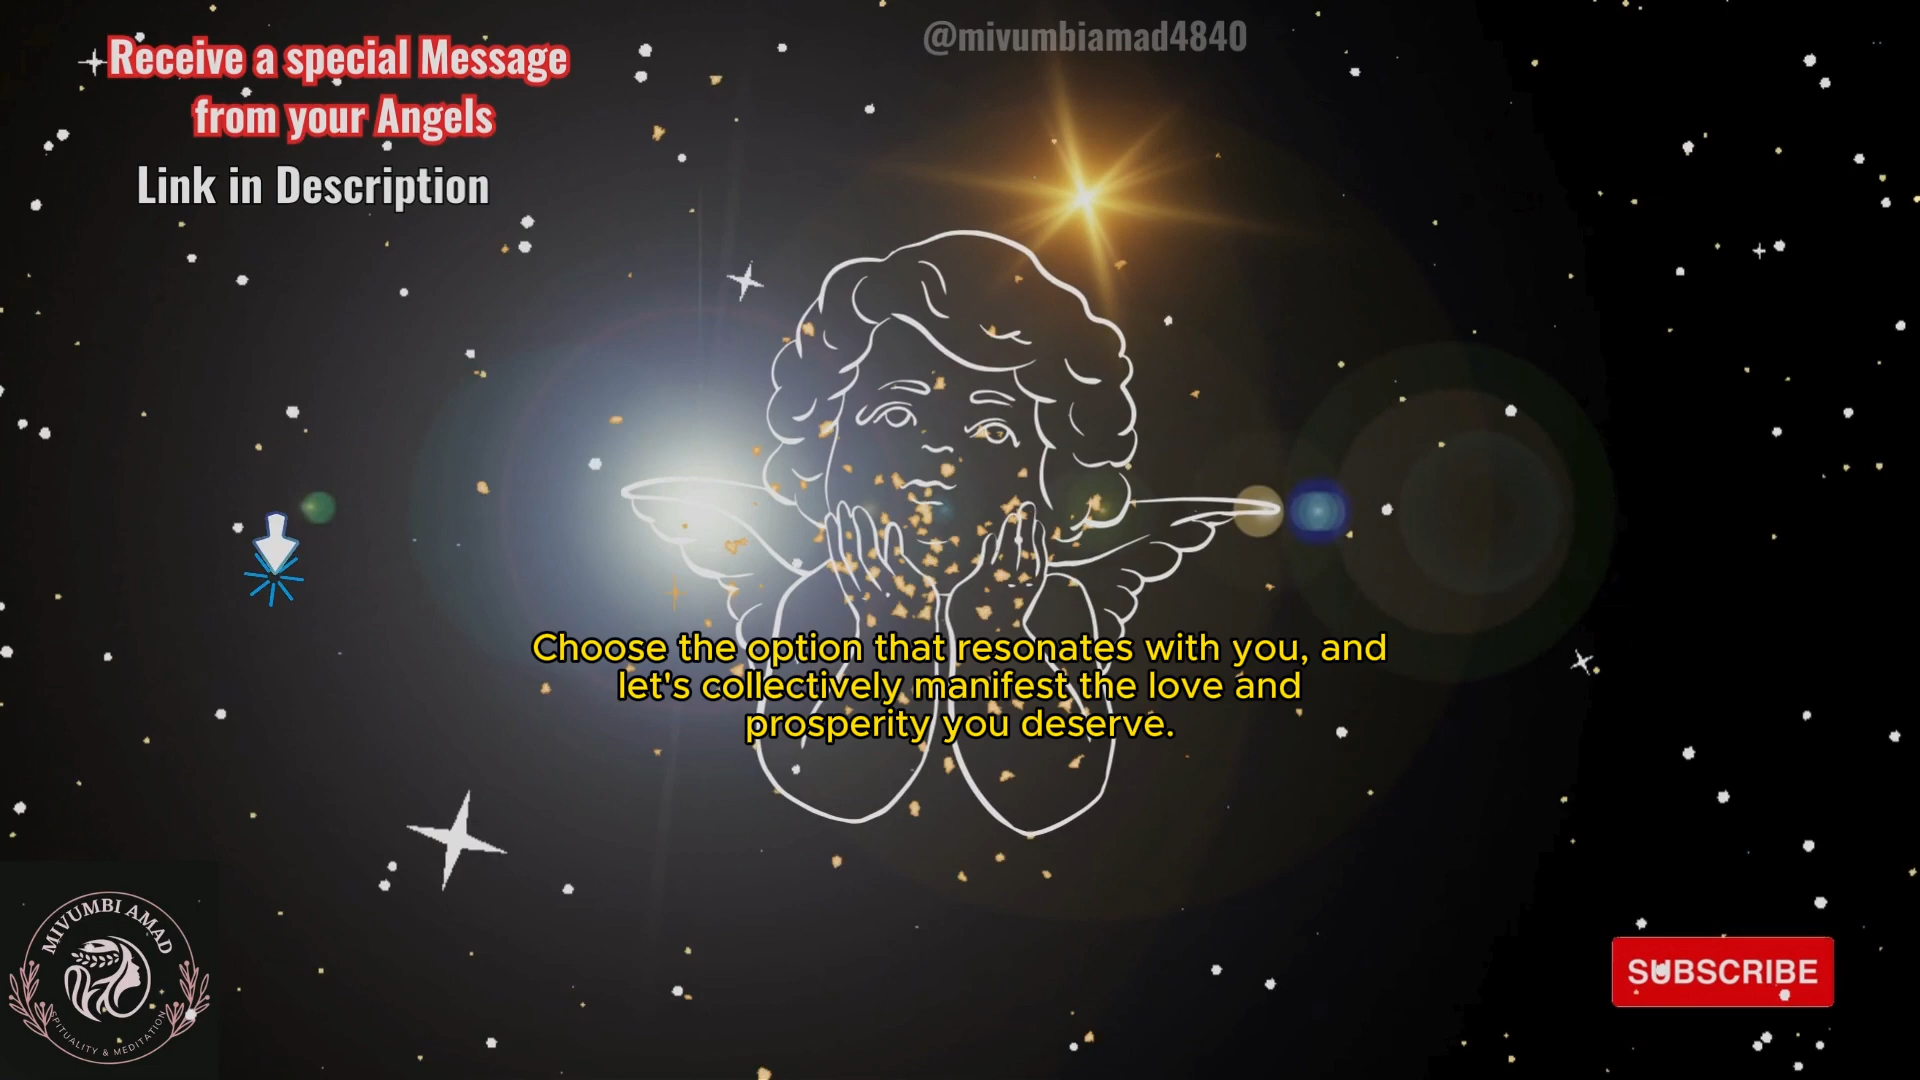 Receive a special Message
from your Angels
Link in Description
@mivumbiamad4840
Choose the option that resonates with you, and
let's collectively manifest the love and
prosperity you deserve.
MIVUMBI AMAD
SPITUALITY & MEDITATION
SUBSCRIBE